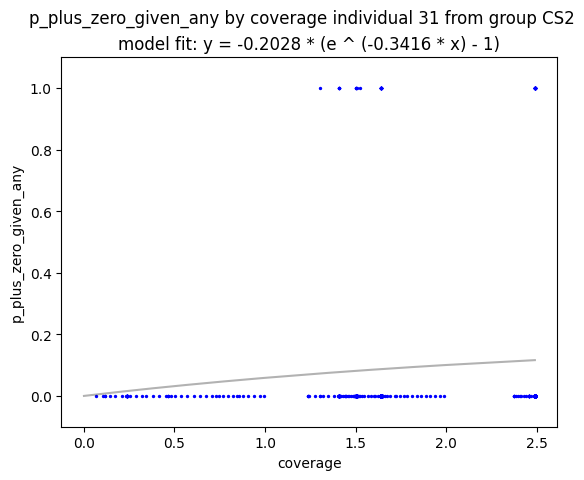 p_plus_zero_given_any by coverage individual 31 from group CS2
model fit: y = -0.2028 * (e ^ (-0.3416 * x) - 1)
1.0
0.8
0.6
0.4
0.2
0.0
p_plus_zero_given_any
0.0 0.5 1.0 1.5 2.0 2.5
coverage